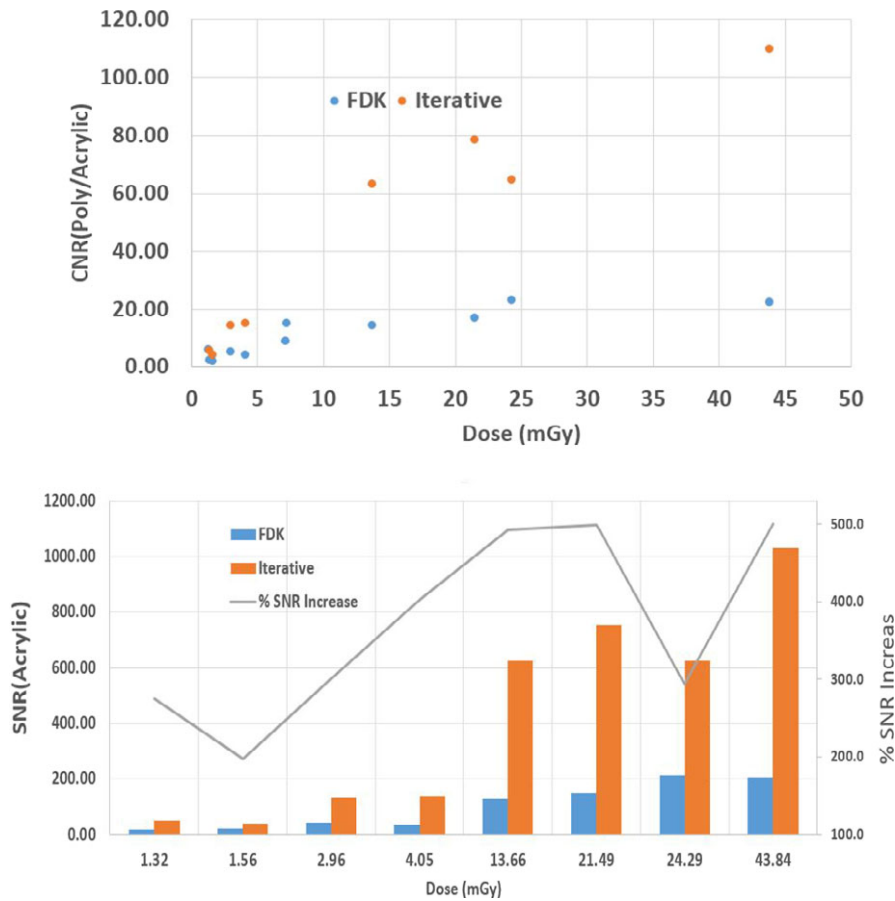 120.00
100.00
80.00
60.00
40.00
20.00
0.00
CNR(Poly/Acrylic)
FDK Iterative
0 5 10 15 20 25 30 35 40 45 50
Dose (mGy)
1200.00
1000.00
800.00
600.00
400.00
200.00
0.00
SNR(Acrylic)
FDK
Iterative
% SNR Increase
500.0
400.0
300.0
200.0
100.0
% SNR Increas
1.32 1.56 2.96 4.05 13.66 21.49 24.29 43.84
Dose (mGy)